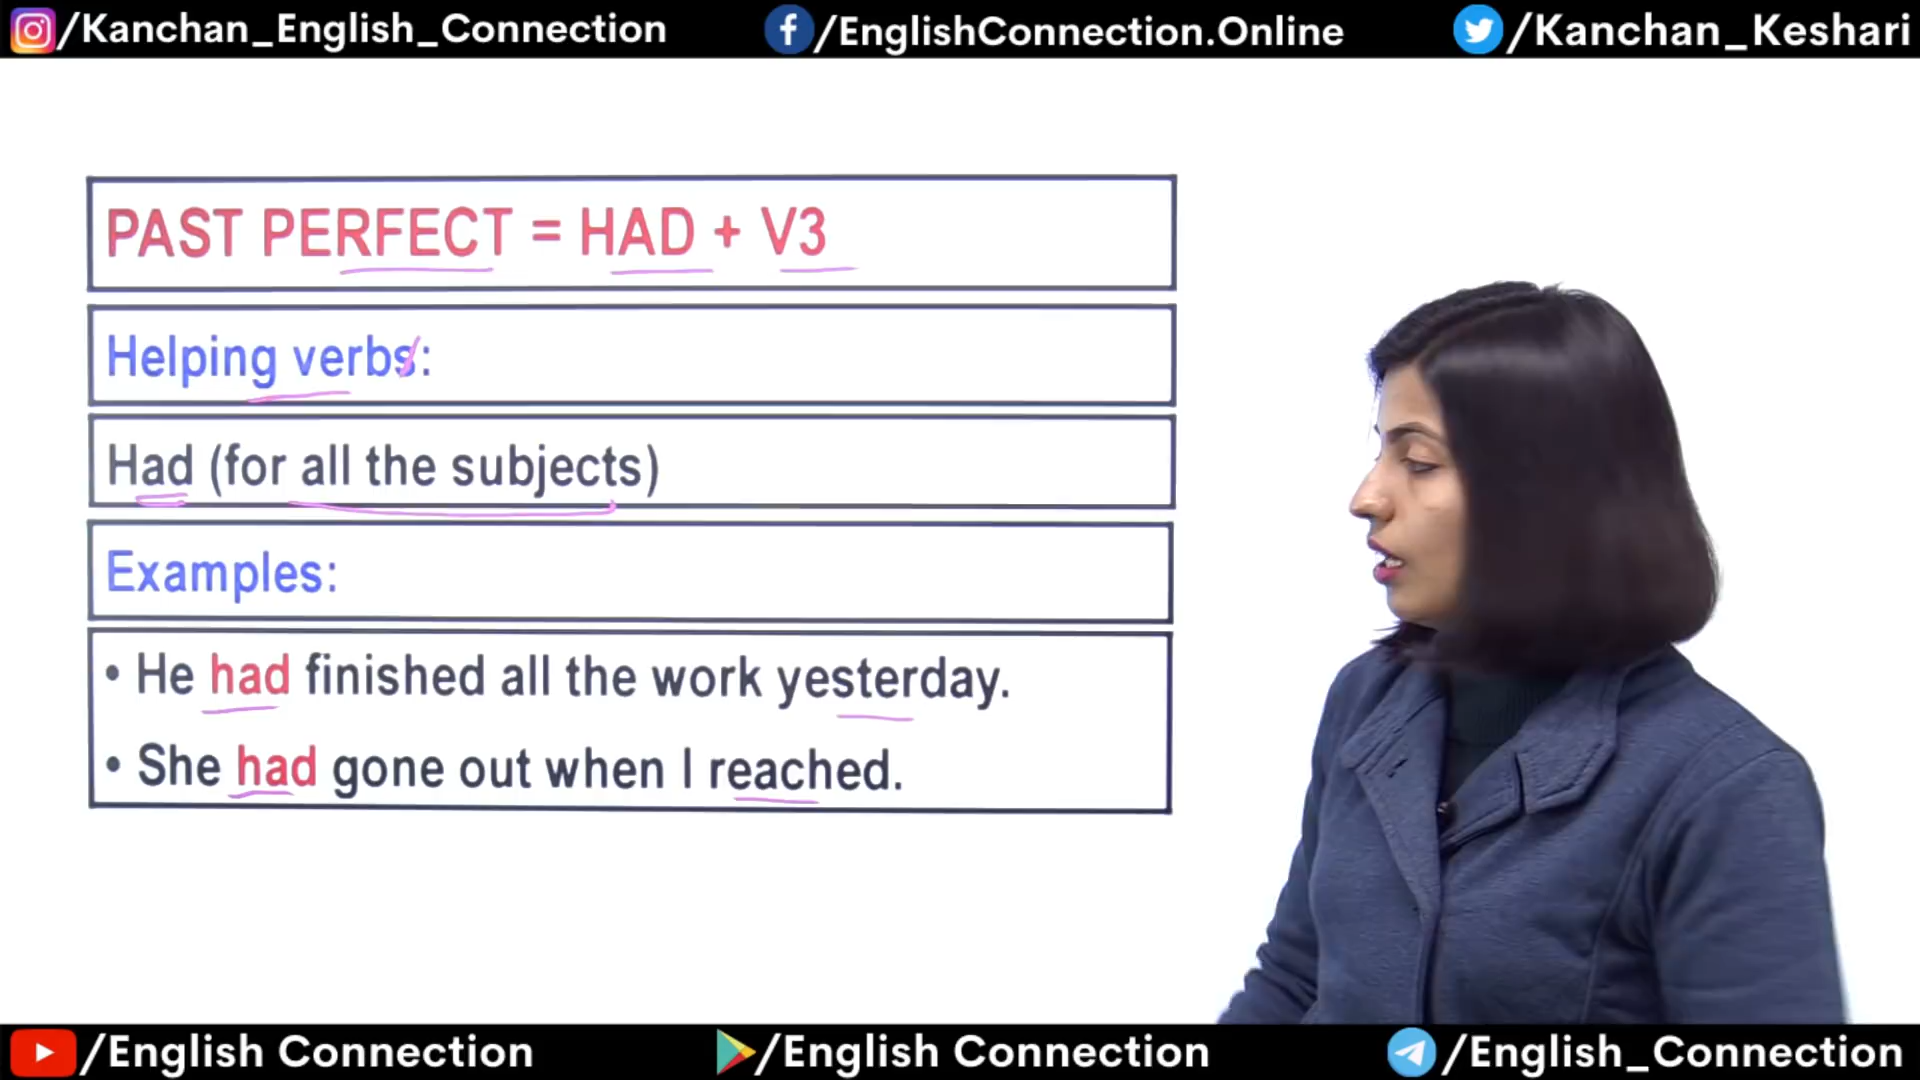 /Kanchan_English_Connection
/EnglishConnection.Online
/Kanchan_Keshari
PAST PERFECT = HAD + V3
Helping verbs:
Had (for all the subjects)
Examples:
• He had finished all the work yesterday.
• She had gone out when I reached.
/English Connection
/English Connection
/English_Connection